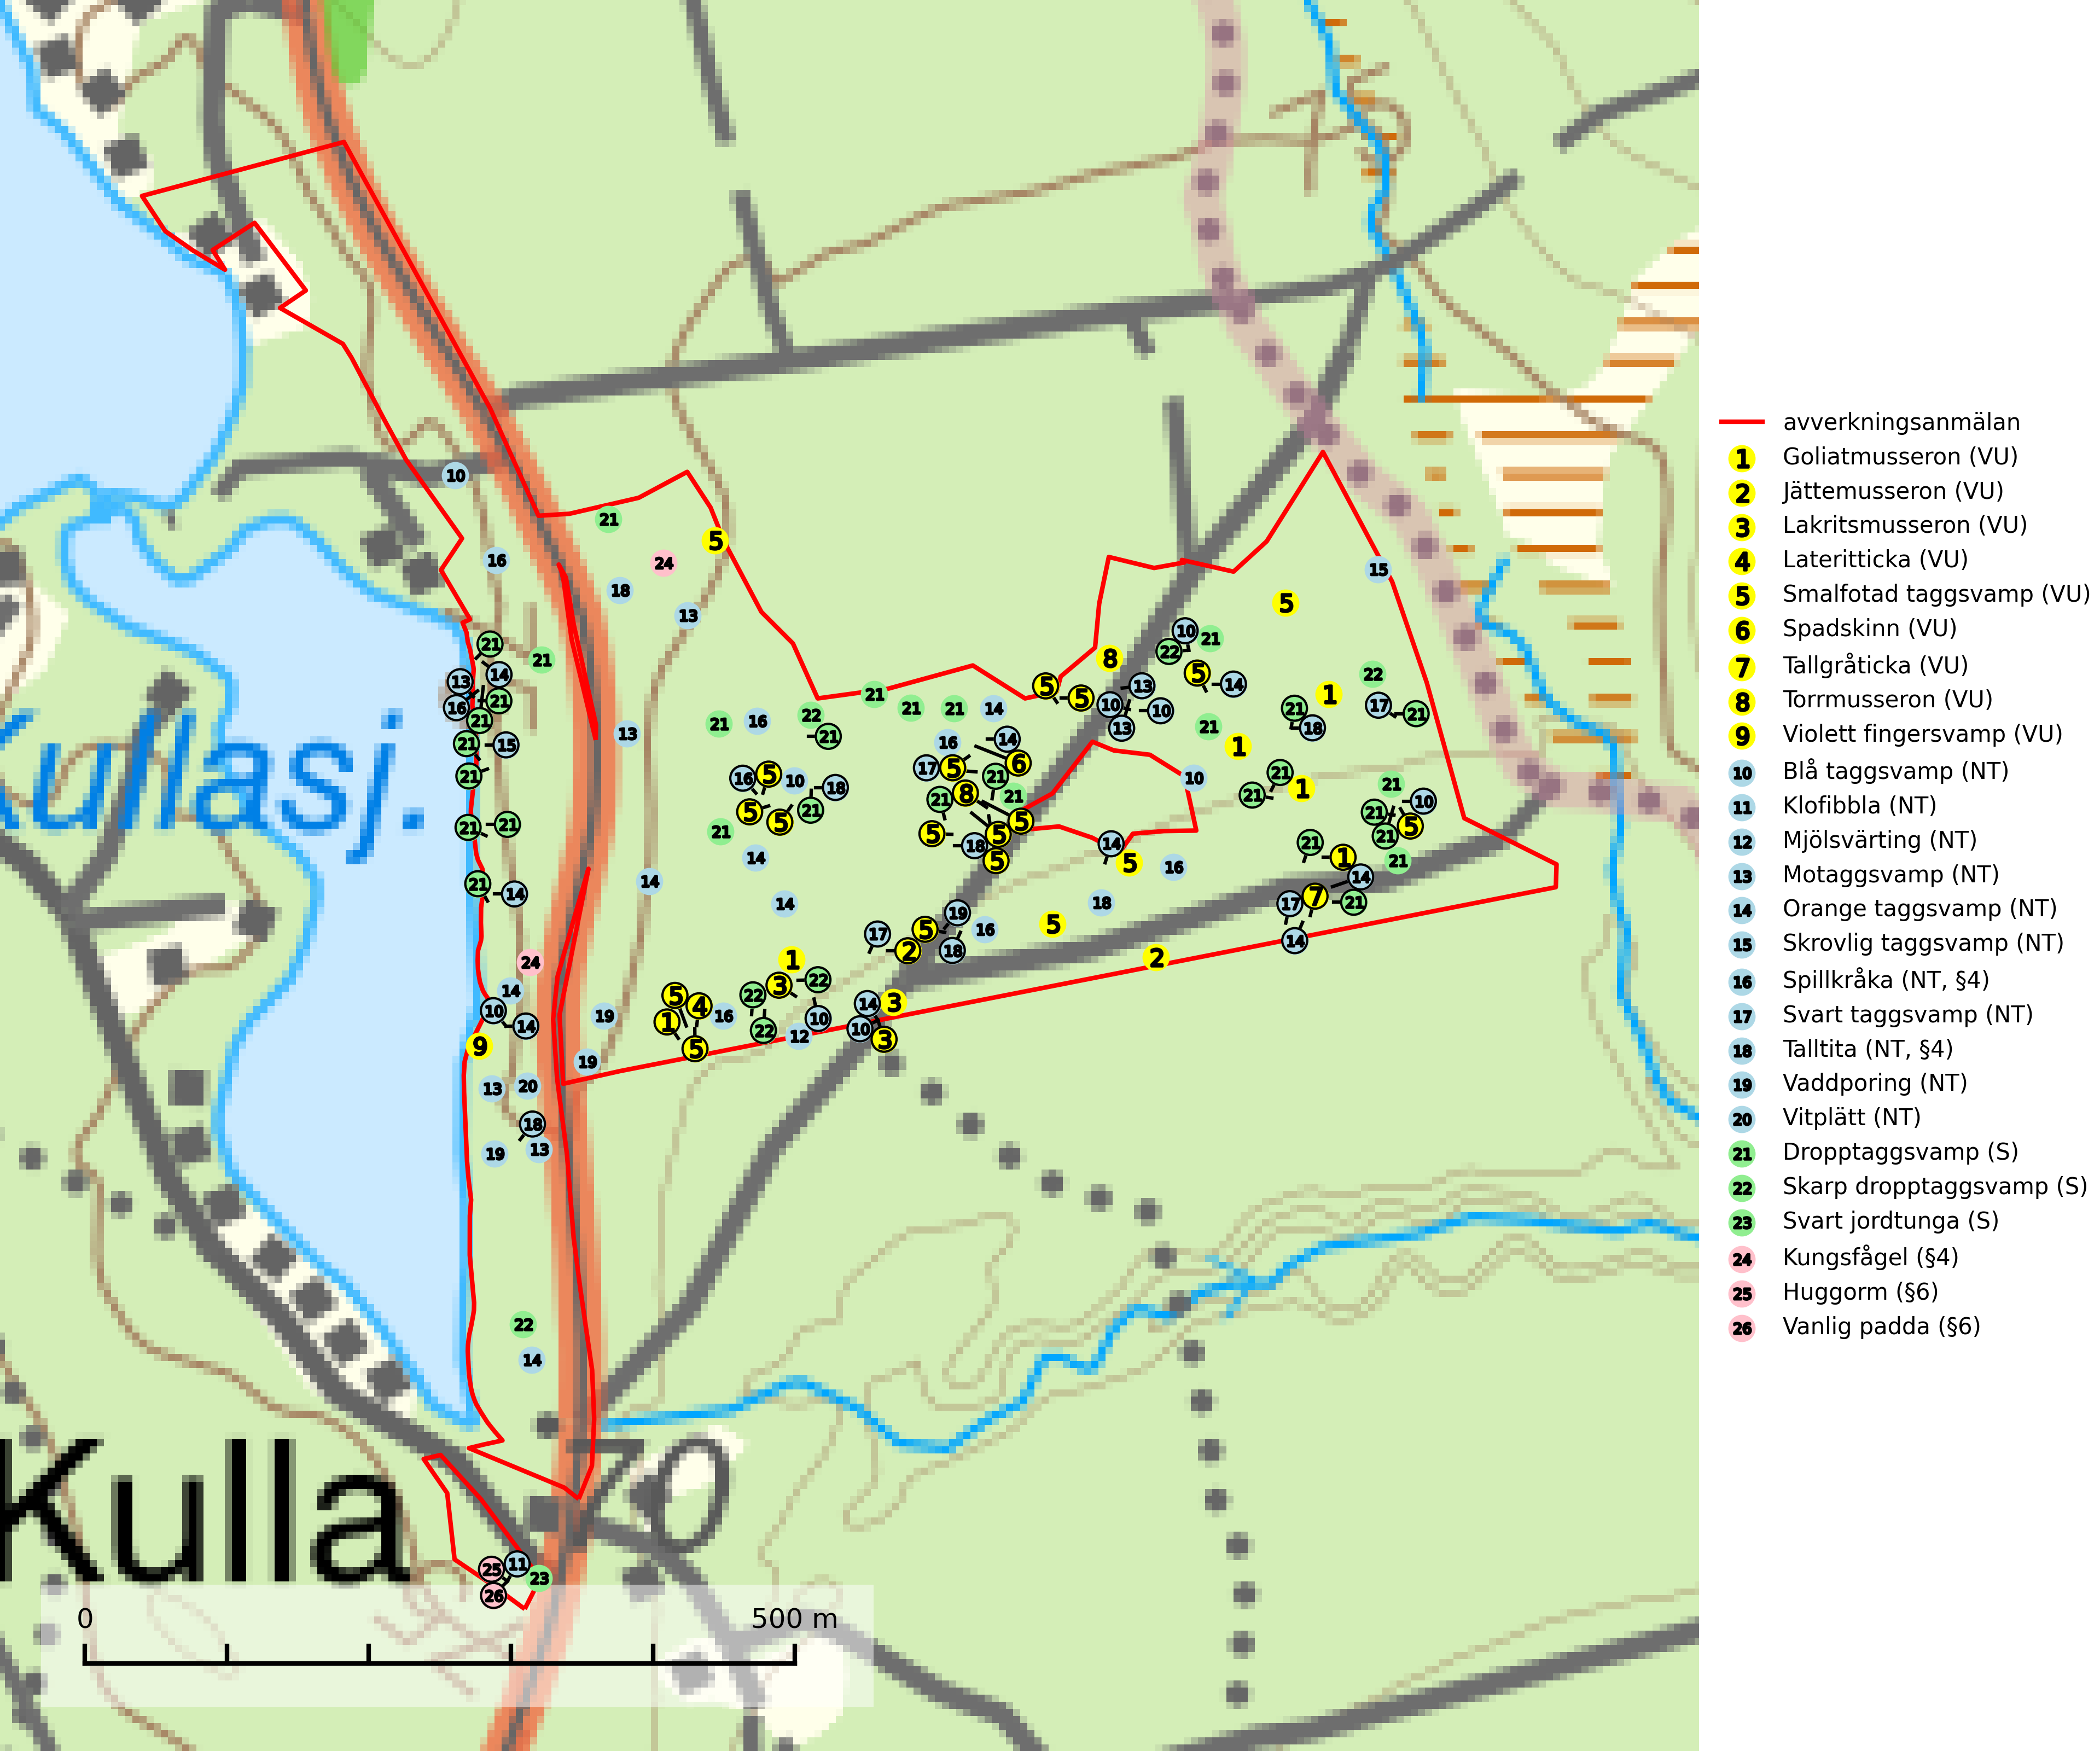 avverkningsanmälan
1 Goliatmusseron (VU)
2 Jättemusseron (VU)
3 Lakritsmusseron (VU)
4 Lateritticka (VU)
5 Smalfotad taggsvamp (VU)
6 Spadskinn (VU)
7 Tallgråticka (VU)
8 Torrmusseron (VU)
9 Violett fingersvamp (VU)
10 Blå taggsvamp (NT)
11 Klofibbla (NT)
12 Mjölsvärting (NT)
13 Motaggsvamp (NT)
14 Orange taggsvamp (NT)
15 Skrovlig taggsvamp (NT)
16 Spillkråka (NT, §4)
17 Svart taggsvamp (NT)
18 Talltita (NT, §4)
19 Vaddporing (NT)
20 Vitplätt (NT)
21 Dropptaggsvamp (S)
22 Skarp dropptaggsvamp (S)
23 Svart jordtunga (S)
24 Kungsfågel (§4)
25 Huggorm (§6)
26 Vanlig padda (§6)
Kullasj.
Kulla
70
0 500 m